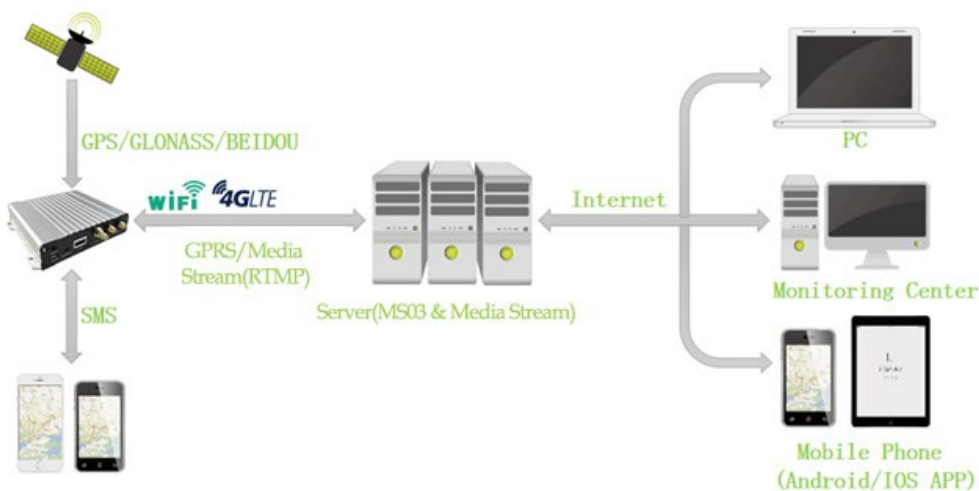 GPS/GLONASS/BEIDOU
WiFi 4GLTE
GPRS/Media
Stream(RTMP)
Server(MS03 & Media Stream)
SMS
Internet
PC
Monitoring Center
Mobile Phone
(Android/IOS APP)